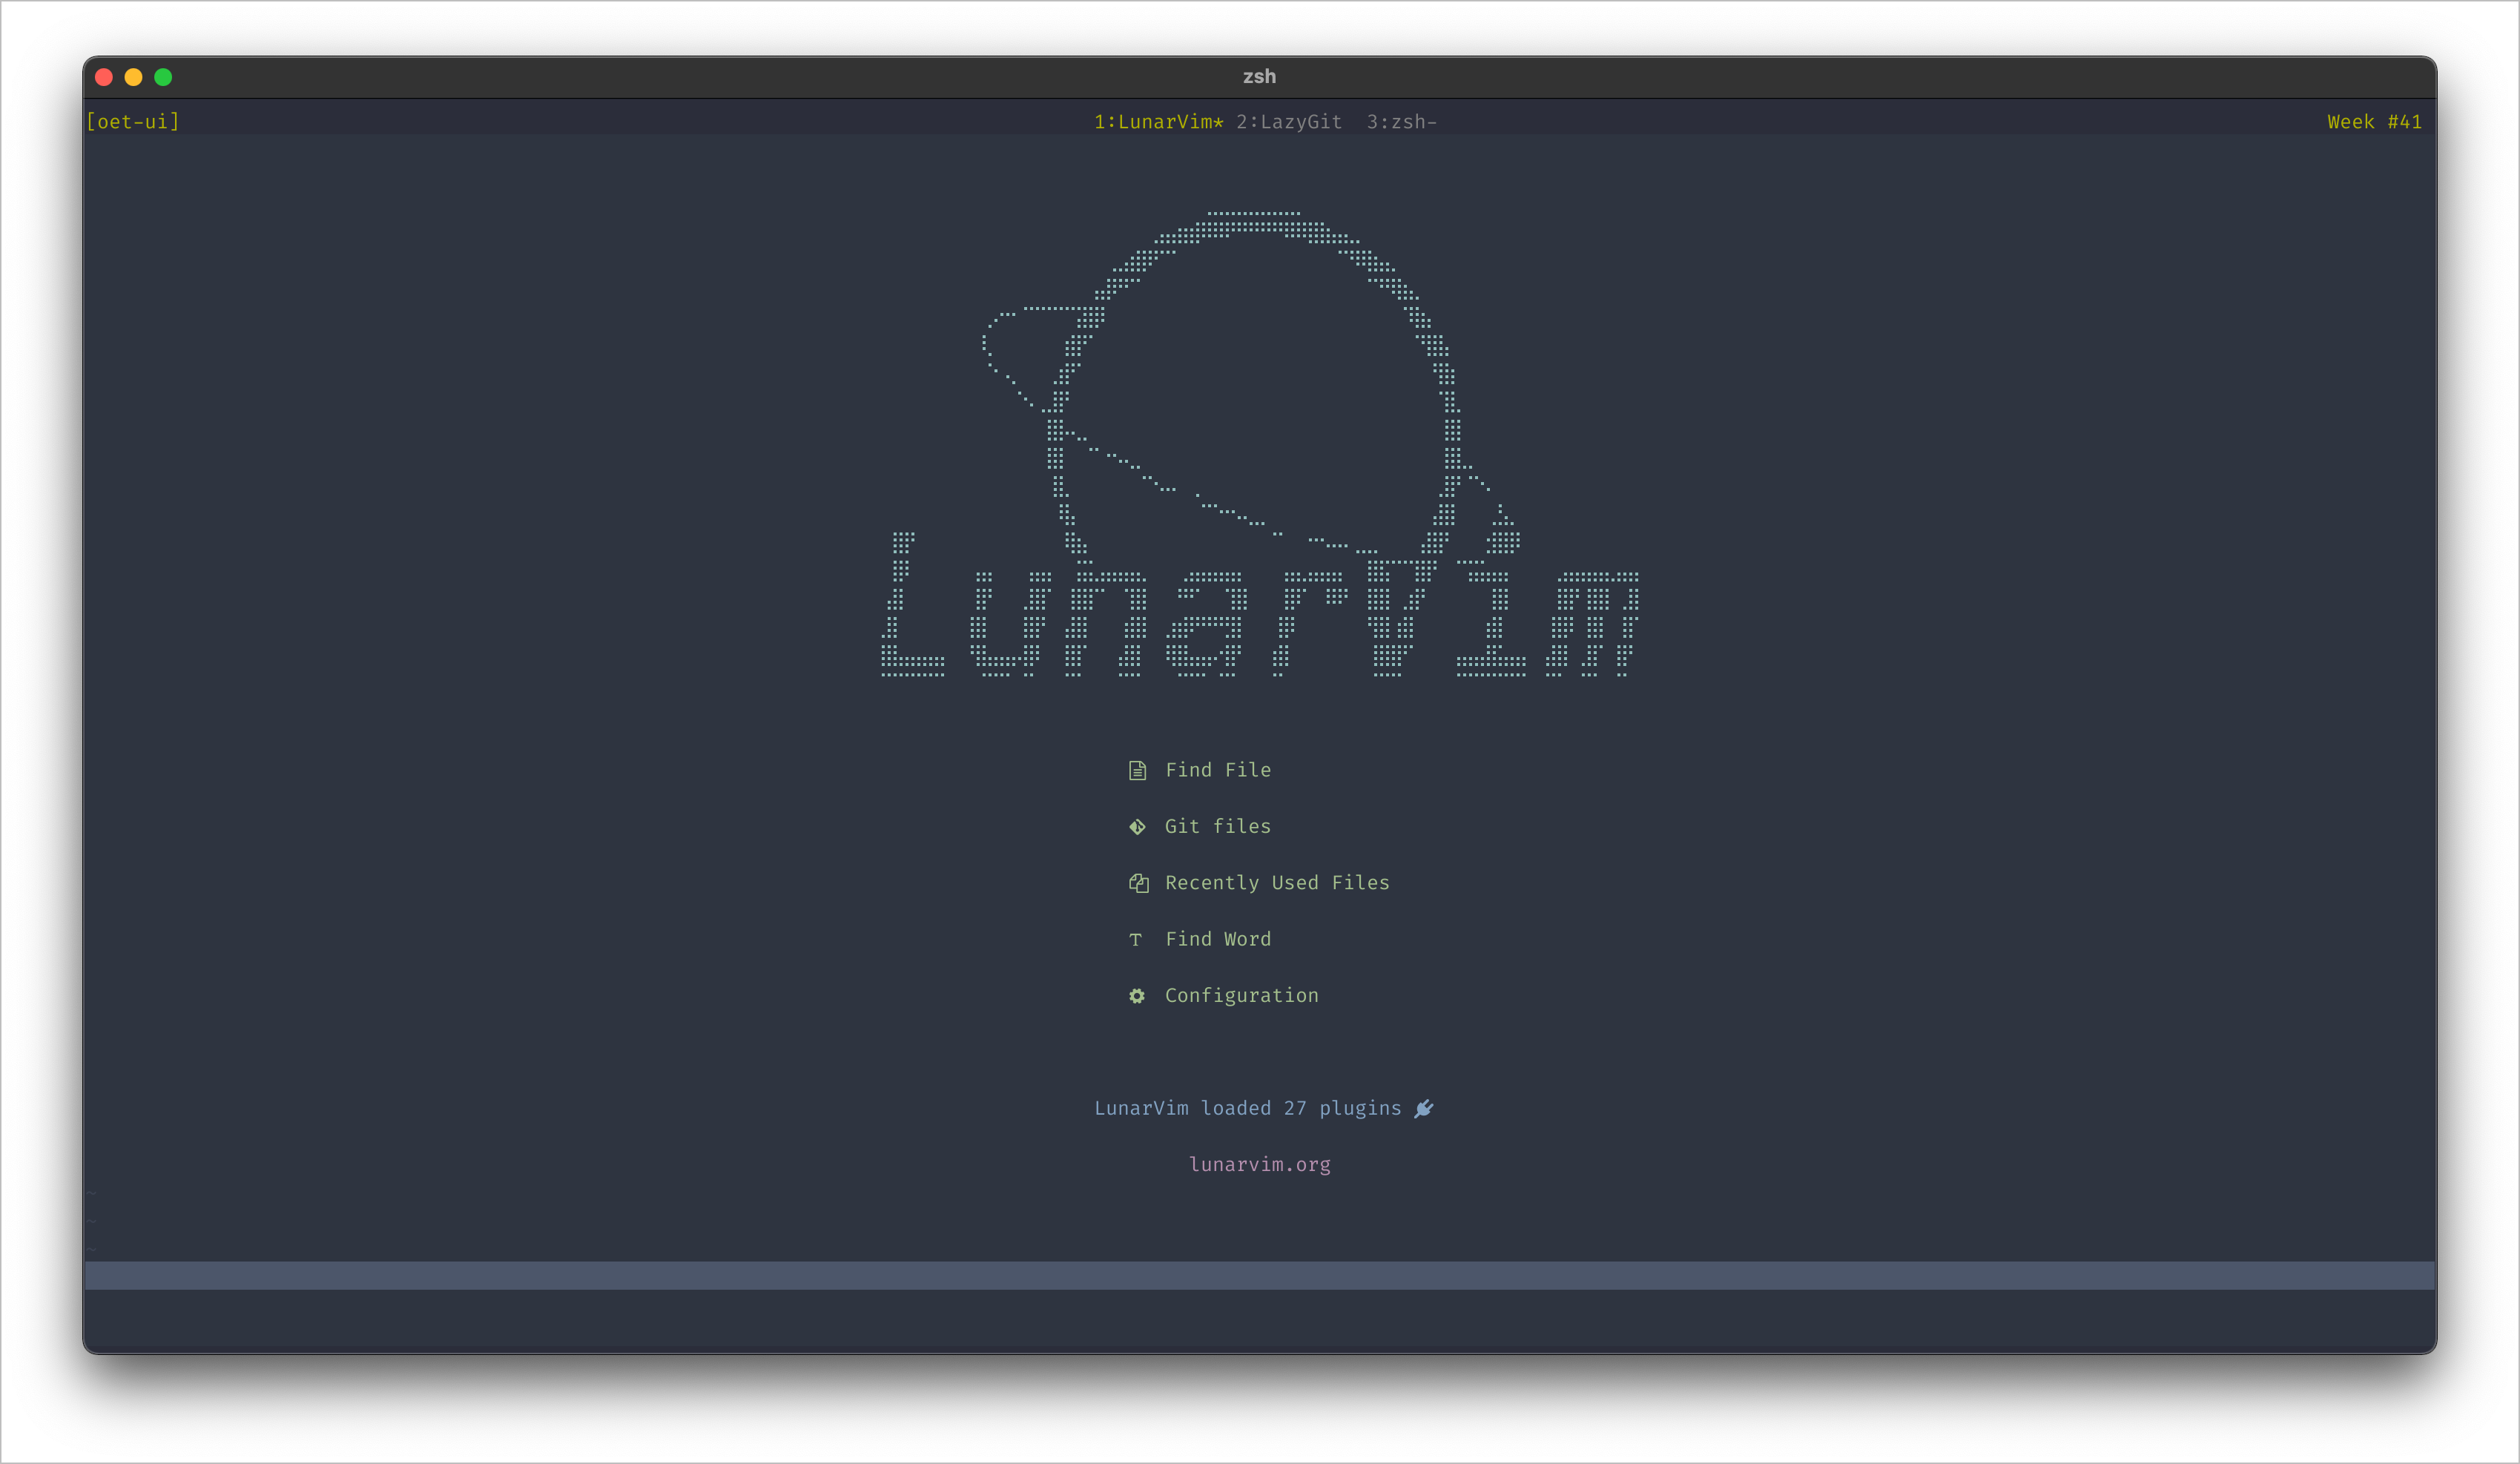 zsh
[oet-ui] 1:LunarVim* 2:LazyGit 3:zsh- Week #41
LunarVim
Find File
Git files
Recently Used Files
Find Word
Configuration
LunarVim loaded 27 plugins
lunarvim.org
~
~
~